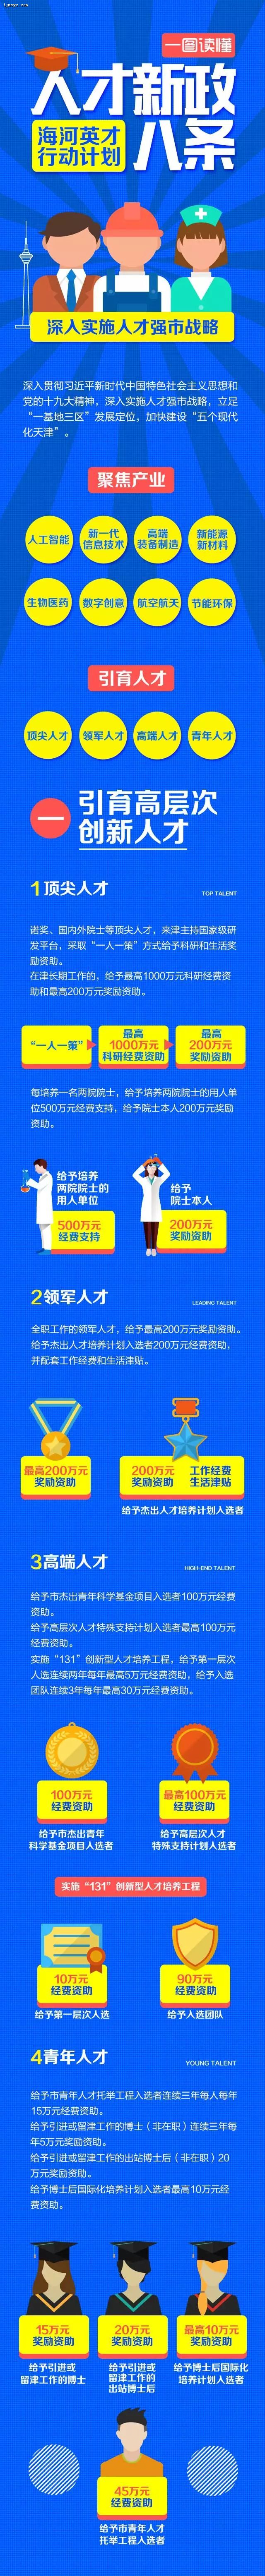 一图读懂
人才新政
海河英才
行动计划
八条
深入实施人才强市战略
深入贯彻习近平新时代中国特色社会主义思想和
党的十九大精神，深入实施人才强市战略，立足
“一基地三区”发展定位，加快建设“五个现代
化天津”。
聚焦产业
人工智能
新一代
信息技术
高端
装备制造
新能源
新材料
生物医药
数字创意
航空航天
节能环保
引育人才
顶尖人才
领军人才
高端人才
青年人才
一
引育高层次
创新人才
1顶尖人才
TOP TALENT
诺奖、国内外院士等顶尖人才，来津主持国家级研
发平台，采取“一人一策”方式给予科研和生活奖
励资助。
在津长期工作的，给予最高1000万元科研经费资
助和最高200万元奖励资助。
“一人一策”
最高
1000万元
科研经费资助
最高
200万元
奖励资助
每培养一名两院院士，给予培养两院院士的用人单
位500万元经费支持，给予院士本人200万元奖励
资助。
给予培养
两院院士的
用人单位
500万元
经费支持
给予
院士本人
200万元
奖励资助
2领军人才
LEADING TALENT
全职工作的领军人才，给予最高200万元奖励资助。
给予杰出人才培养计划入选者200万元经费资助，
并配套工作经费和生活津贴。
最高200万元
奖励资助
200万元
奖励资助
工作经费
生活津贴
给予杰出人才培养计划入选者
3高端人才
HIGH-END TALENT
给予市杰出青年科学基金项目入选者100万元经费
资助。
给予高层次人才特殊支持计划入选者最高100万元
经费资助。
实施“131”创新型人才培养工程，给予第一层次
人选连续两年每年最高5万元经费资助，给予入选
团队连续3年每年最高30万元经费资助。
100万元
经费资助
给予市杰出青年
科学基金项目入选者
最高100万元
经费资助
给予高层次人才
特殊支持计划入选者
实施“131”创新型人才培养工程
10万元
经费资助
给予第一层次人选
90万元
经费资助
给予入选团队
4青年人才
YOUNG TALENT
给予市青年人才托举工程入选者连续三年每人每年
15万元经费资助。
给予引进或留津工作的博士（非在职）连续三年每
年5万元奖励资助。
给予引进或留津工作的出站博士后（非在职）20
万元奖励资助。
给予博士后国际化培养计划入选者最高10万元经
费资助。
15万元
奖励资助
给予引进或
留津工作的博士
20万元
奖励资助
给予引进或
留津工作的
出站博士后
最高10万元
奖励资助
给予博士后国际化
培养计划入选者
45万元
经费资助
给予市青年人才
托举工程入选者